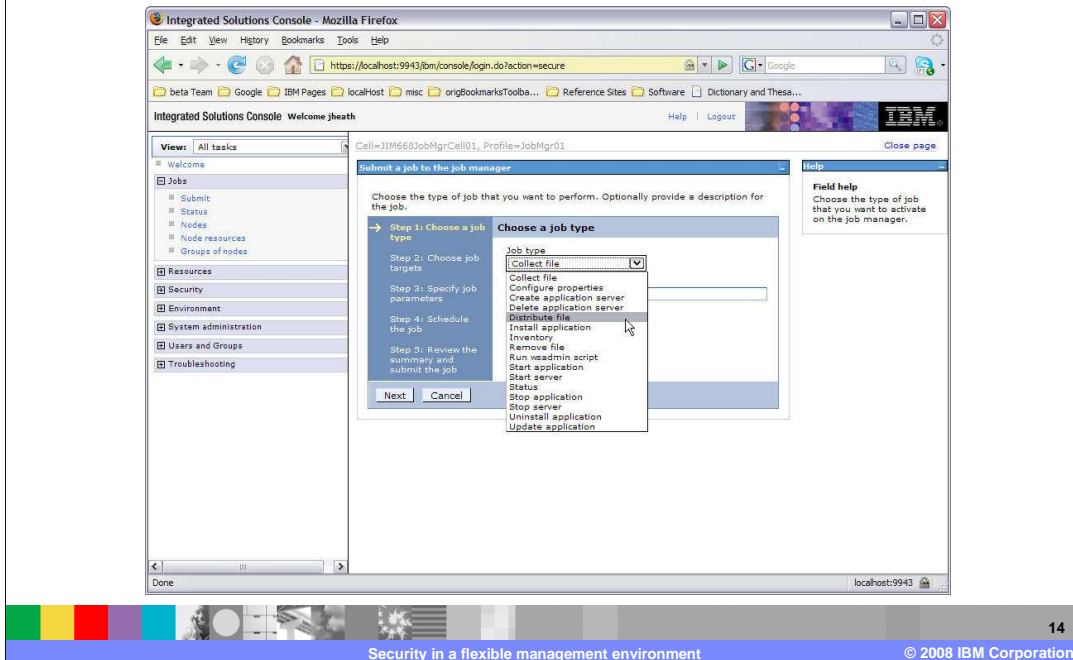 Integrated Solutions Console - Mozilla Firefox
File Edit View History Bookmarks Tools Help
https://localhost:9943/ibm/console/login.do?action=secure
Google
beta Team Google IBM Pages localHost misc origBookmarksToolba... Reference Sites Software Dictionary and Thesa...
Integrated Solutions Console Welcome jheath
Help | Logout
IBM
View: All tasks
Welcome
Jobs
Submit
Status
Nodes
Node resources
Groups of nodes
Resources
Security
Environment
System administration
Users and Groups
Troubleshooting
Cell=JIM668JobMgrCell01, Profile=JobMgr01
Close page
Submit a job to the job manager
Choose the type of job that you want to perform. Optionally provide a description for
the job.
Step 1: Choose a job
type
Step 2: Choose job
targets
Step 3: Specify job
parameters
Step 4: Schedule
the job
Step 5: Review the
summary and
submit the job
Choose a job type
Job type
Collect file
Collect file
Configure properties
Create application server
Delete application server
Distribute file
Install application
Inventory
Remove file
Run wsadmin script
Start application
Start server
Status
Stop application
Stop server
Uninstall application
Update application
Next Cancel
Help
Field help
Choose the type of job
that you want to activate
on the job manager.
Done
localhost:9943
14
Security in a flexible management environment
© 2008 IBM Corporation